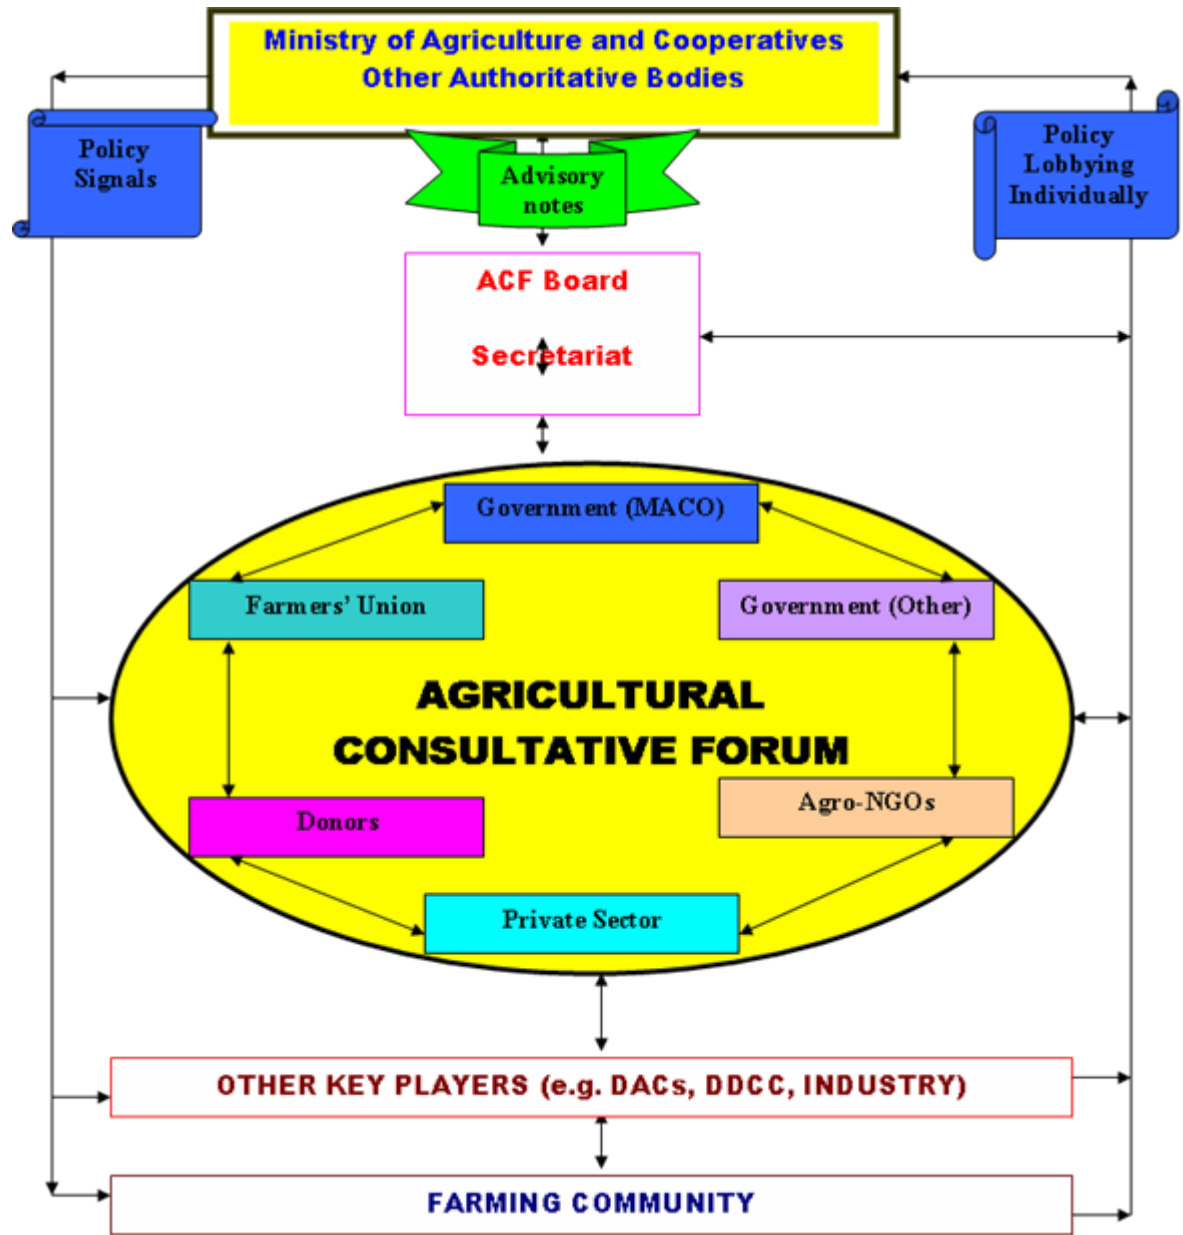 Ministry of Agriculture and Cooperatives
Other Authoritative Bodies
Policy
Signals
Policy
Lobbying
Individually
Advisory
notes
ACF Board
Secretariat
Government (MACO)
Farmers’ Union
Government (Other)
AGRICULTURAL
CONSULTATIVE FORUM
Donors
Agro-NGOs
Private Sector
OTHER KEY PLAYERS (e.g. DACs, DDCC, INDUSTRY)
FARMING COMMUNITY